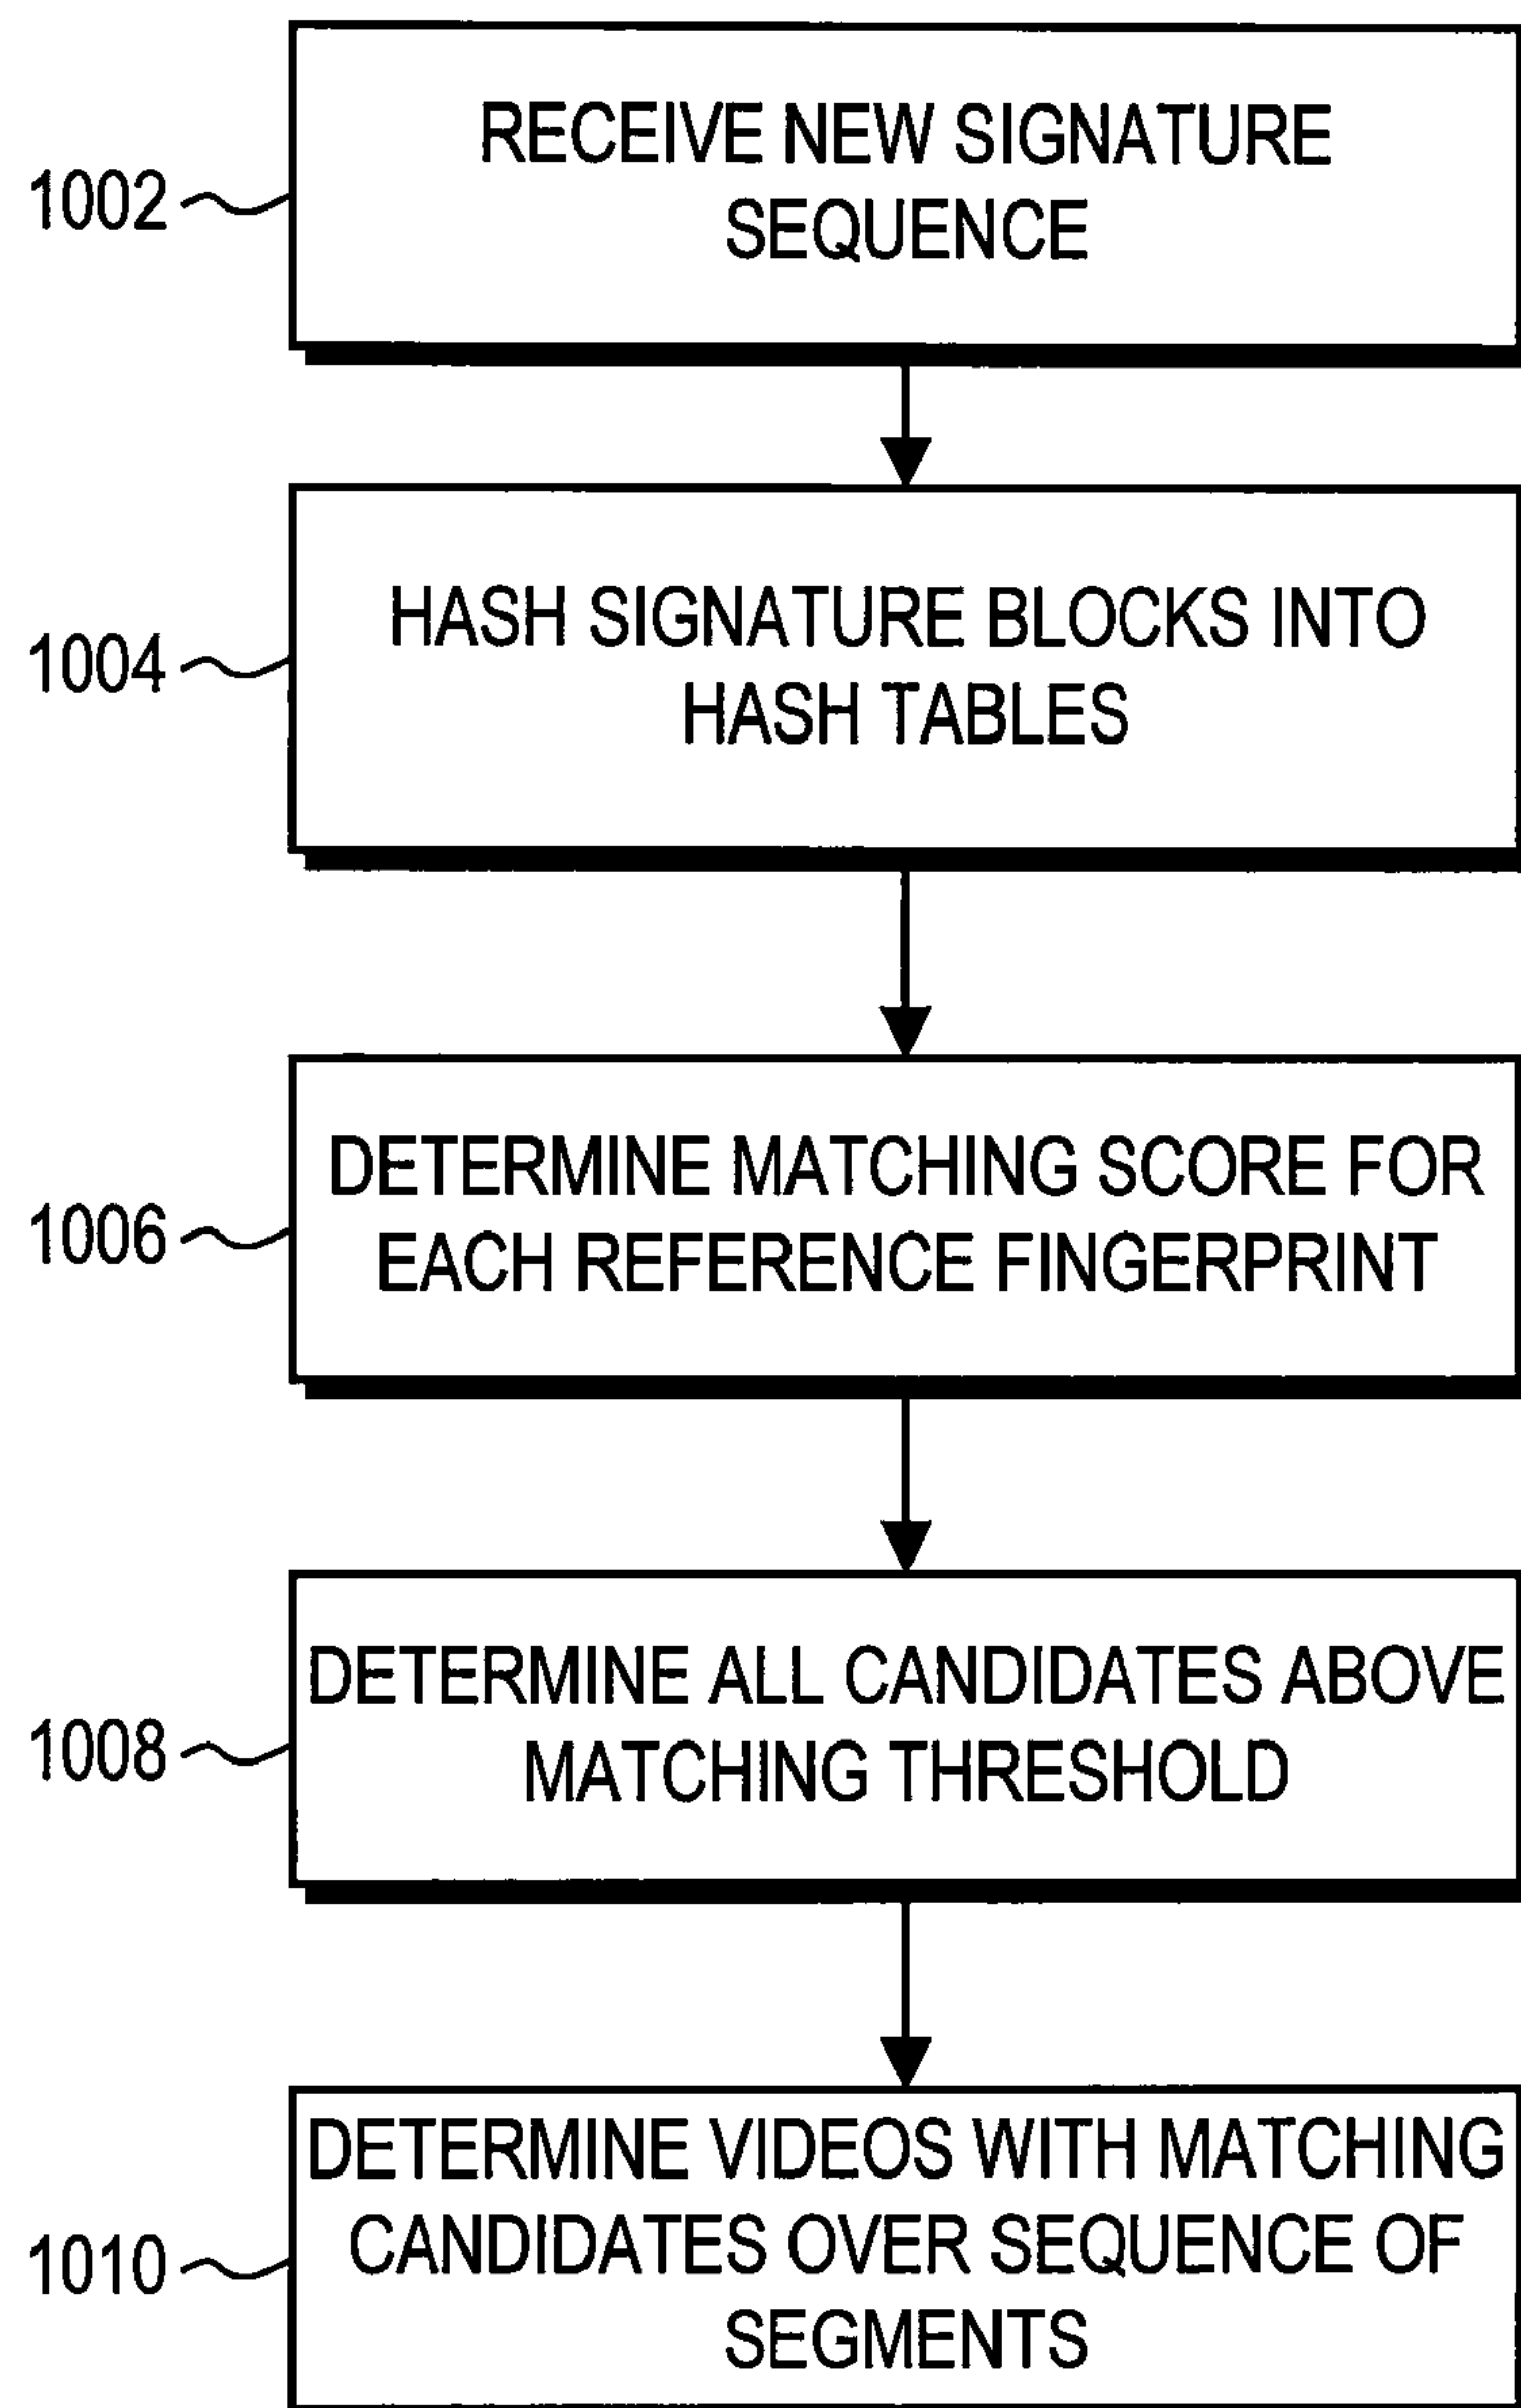 RECEIVE NEW SIGNATURE
SEQUENCE
1002
HASH SIGNATURE BLOCKS INTO
HASH TABLES
1004
DETERMINE MATCHING SCORE FOR
EACH REFERENCE FINGERPRINT
1006
DETERMINE ALL CANDIDATES ABOVE
MATCHING THRESHOLD
1008
DETERMINE VIDEOS WITH MATCHING
CANDIDATES OVER SEQUENCE OF
SEGMENTS
1010